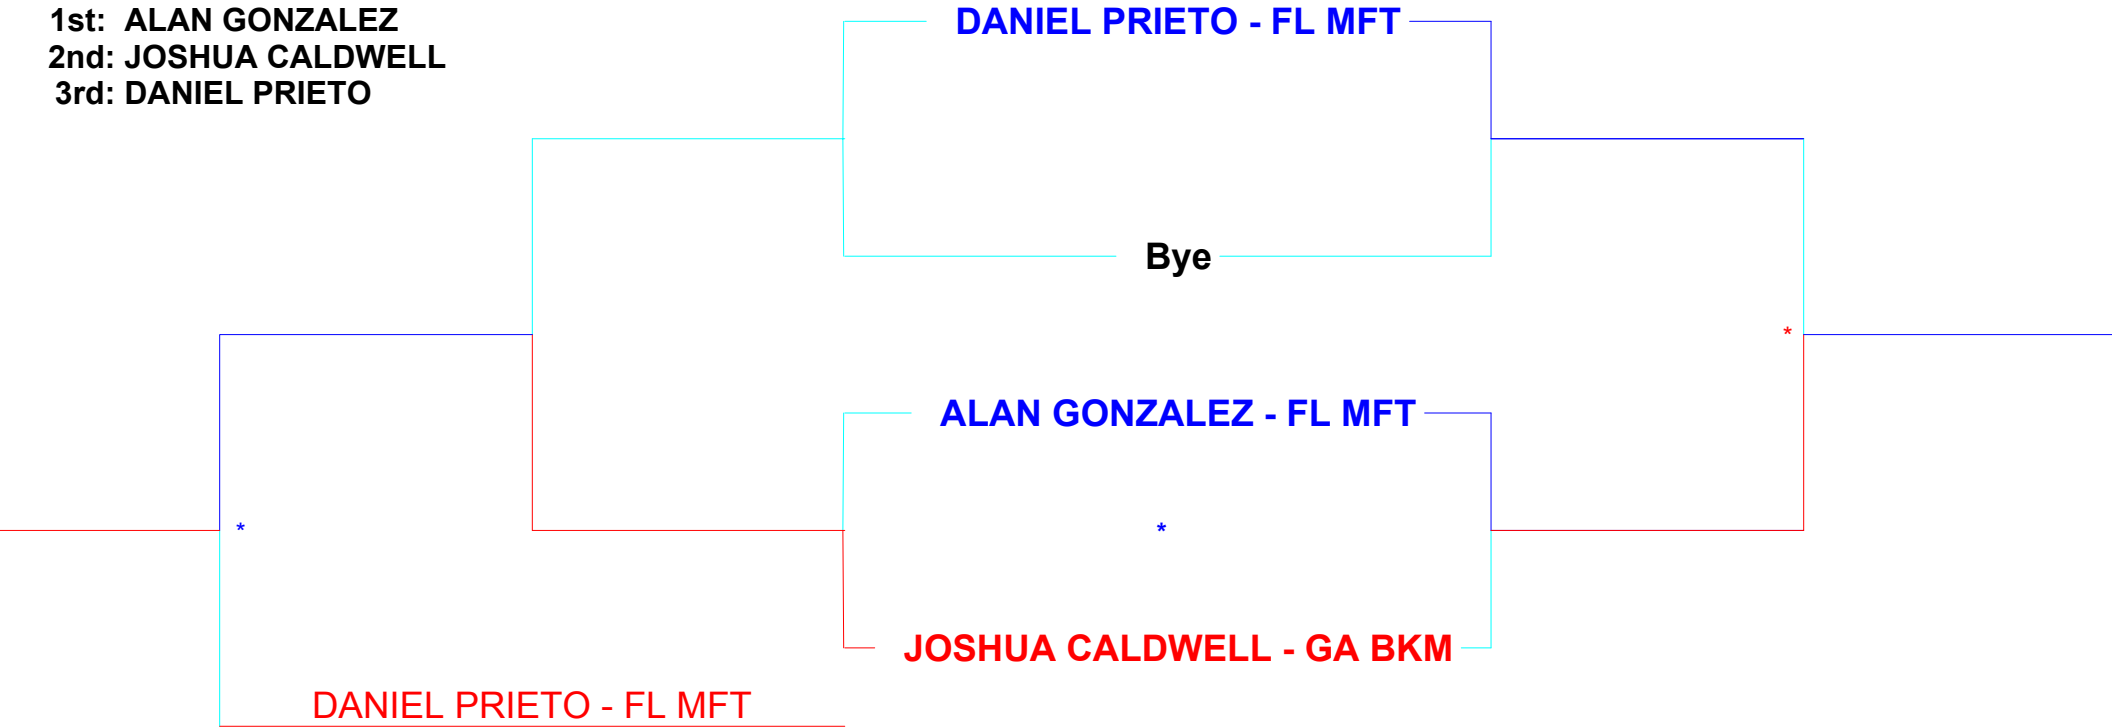 1st: ALAN GONZALEZ
2nd: JOSHUA CALDWELL
3rd: DANIEL PRIETO
DANIEL PRIETO - FL MFT
Bye
*
ALAN GONZALEZ - FL MFT
*
*
JOSHUA CALDWELL - GA BKM
DANIEL PRIETO - FL MFT